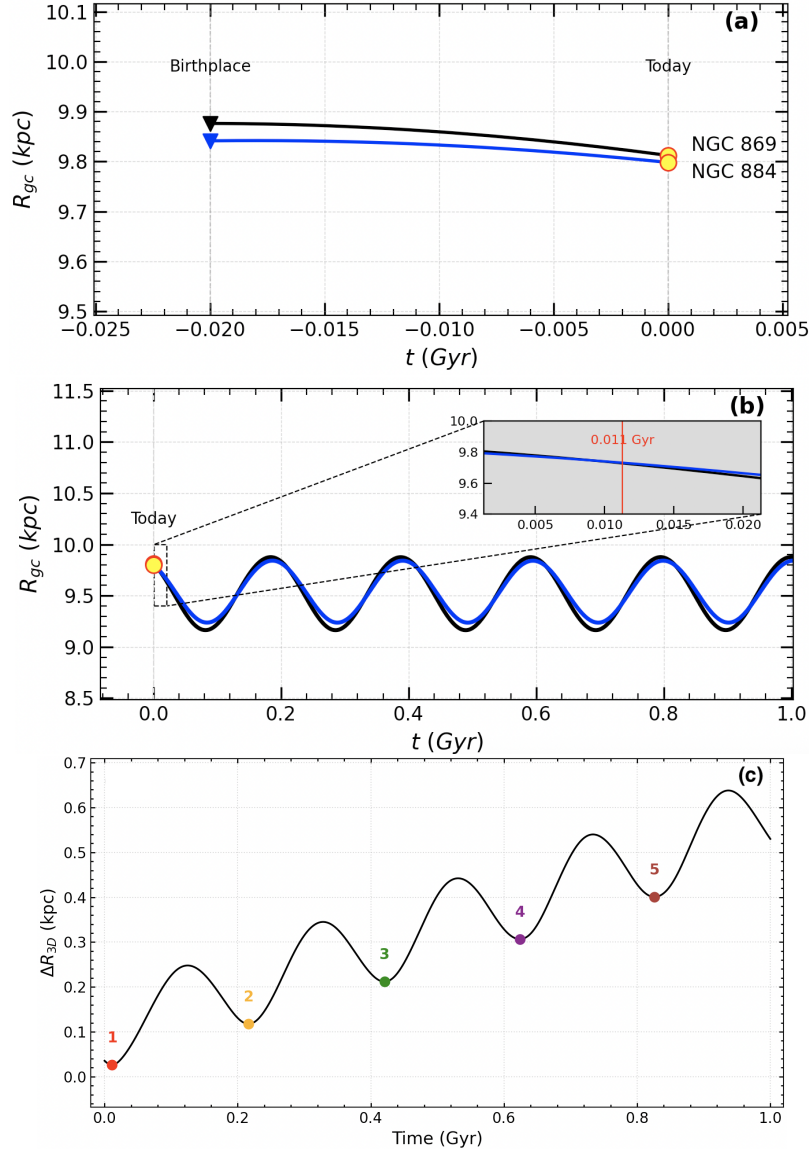 (a)
10.1
10.0
9.9
9.8
9.7
9.6
9.5
R_gc (kpc)
Birthplace
Today
NGC 869
NGC 884
−0.025 −0.020 −0.015 −0.010 −0.005 0.000 0.005
t (Gyr)
(b)
11.5
11.0
10.5
10.0
9.5
9.0
8.5
R_gc (kpc)
Today
10.0
9.8
9.6
9.4
0.011 Gyr
0.005 0.010 0.015 0.020
0.0 0.2 0.4 0.6 0.8 1.0
t (Gyr)
(c)
0.7
0.6
0.5
0.4
0.3
0.2
0.1
0.0
ΔR_3D (kpc)
1
2
3
4
5
0.0 0.2 0.4 0.6 0.8 1.0
Time (Gyr)